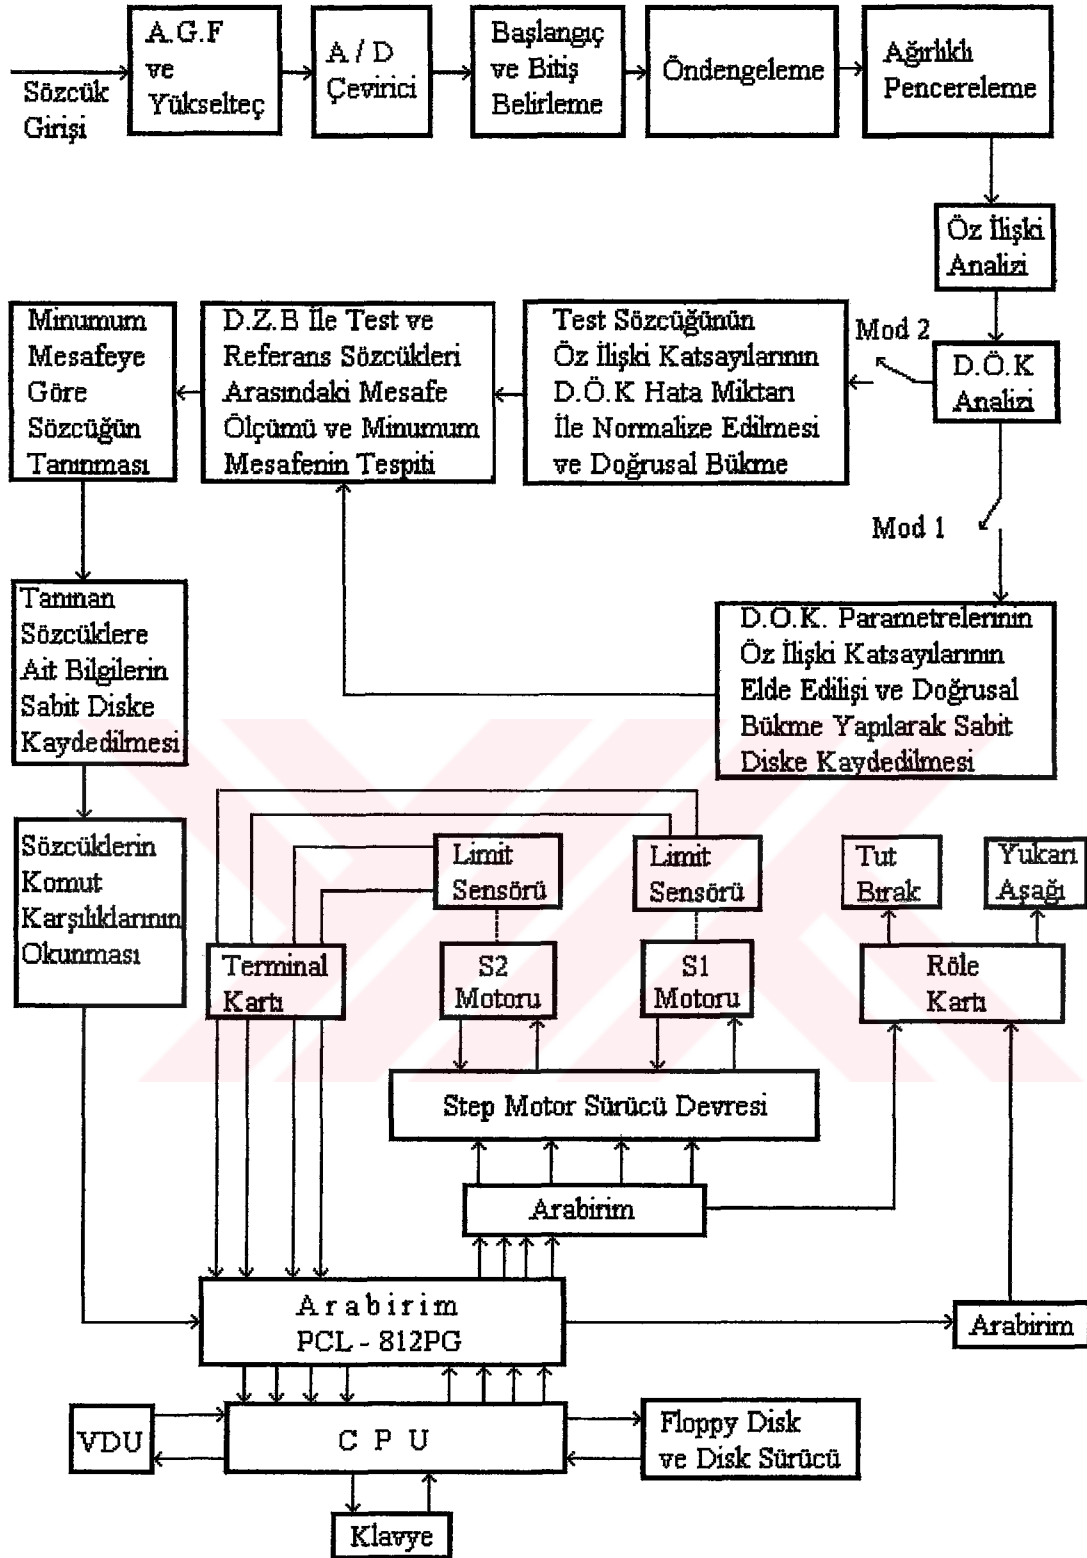 A.G.F
ve
Yükselteç
Sözcük
Girişi
A / D
Çevirici
Başlangıç
ve Bitiş
Belirleme
Öndengeleme
Ağırlıklı
Pencereleme
Öz İlişki
Analizi
D.Ö.K
Analizi
Mod 2
Mod 1
Test Sözcüğünün
Öz İlişki Katsayılarının
D.Ö.K Hata Miktarı
İle Normalize Edilmesi
ve Doğrusal Bükme
D.Z.B İle Test ve
Referans Sözcükleri
Arasındaki Mesafe
Ölçümü ve Minumum
Mesafenin Tespiti
Minumum
Mesafeye
Göre
Sözcüğün
Tanınması
D.O.K. Parametrelerinin
Öz İlişki Katsayılarının
Elde Edilişi ve Doğrusal
Bükme Yapılarak Sabit
Diske Kaydedilmesi
Tanınan
Sözcüklere
Ait Bilgilerin
Sabit Diske
Kaydedilmesi
Sözcüklerin
Komut
Karşılıklarının
Okunması
Limit
Sensörü
Limit
Sensörü
Tut
Bırak
Yukarı
Aşağı
Terminal
Kartı
S2
Motoru
S1
Motoru
Röle
Kartı
Step Motor Sürücü Devresi
Arabirim
Arabirim
PCL - 812PG
Arabirim
VDU
C P U
Floppy Disk
ve Disk Sürücü
Klavye